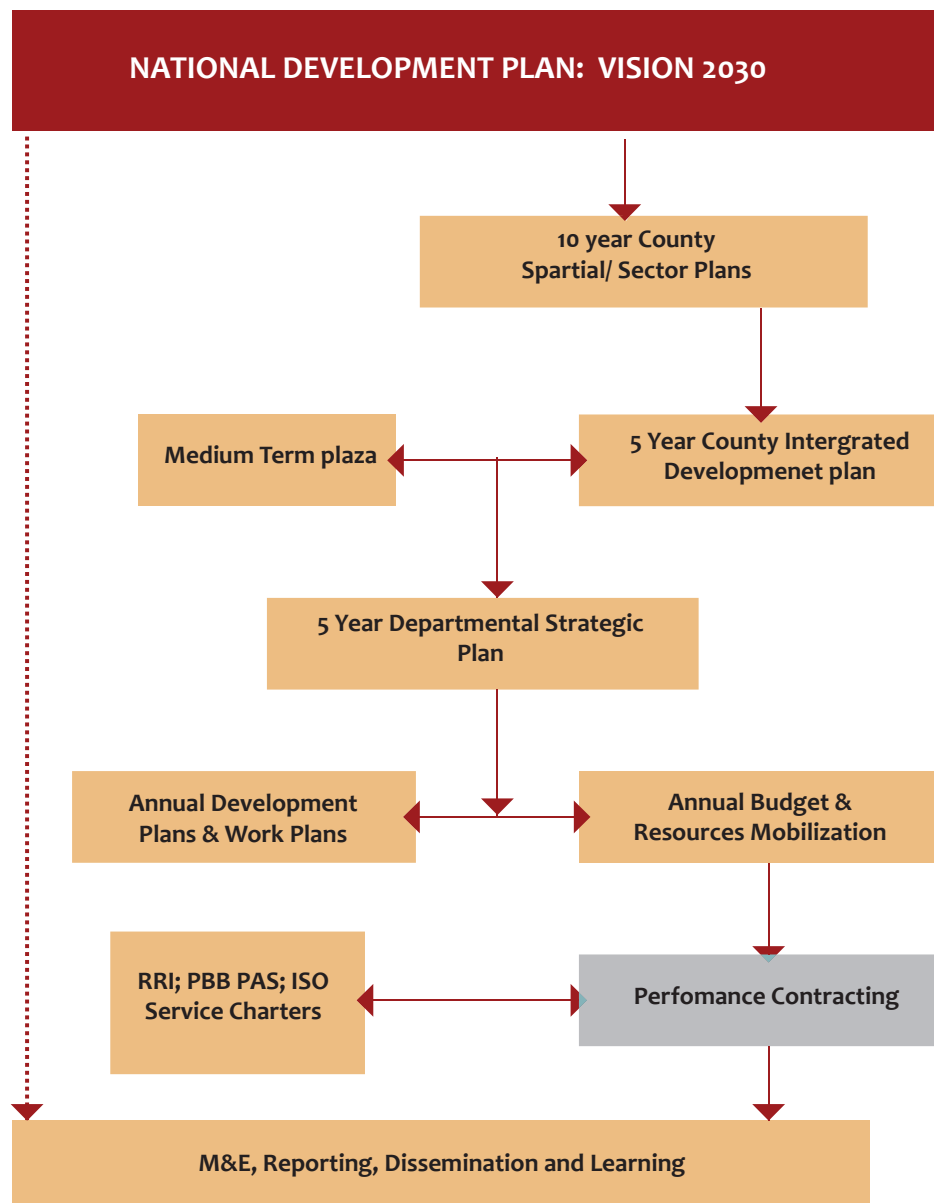 NATIONAL DEVELOPMENT PLAN: VISION 2030
10 year County
Spartial/ Sector Plans
Medium Term plaza
5 Year County Intergrated
Developmenet plan
5 Year Departmental Strategic
Plan
Annual Development
Plans & Work Plans
Annual Budget &
Resources Mobilization
RRI; PBB PAS; ISO
Service Charters
Perfomance Contracting
M&E, Reporting, Dissemination and Learning